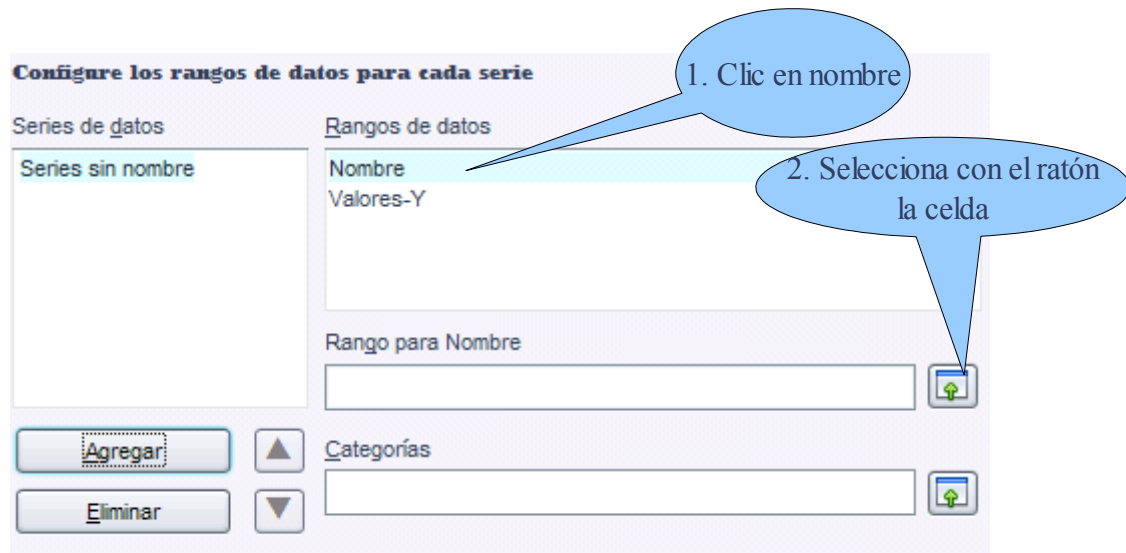 1. Clic en nombre
Configure los rangos de datos para cada serie
Series de datos
Rangos de datos
Series sin nombre
Nombre
Valores-Y
2. Selecciona con el ratón
la celda
Rango para Nombre
Agregar
Categorías
Eliminar